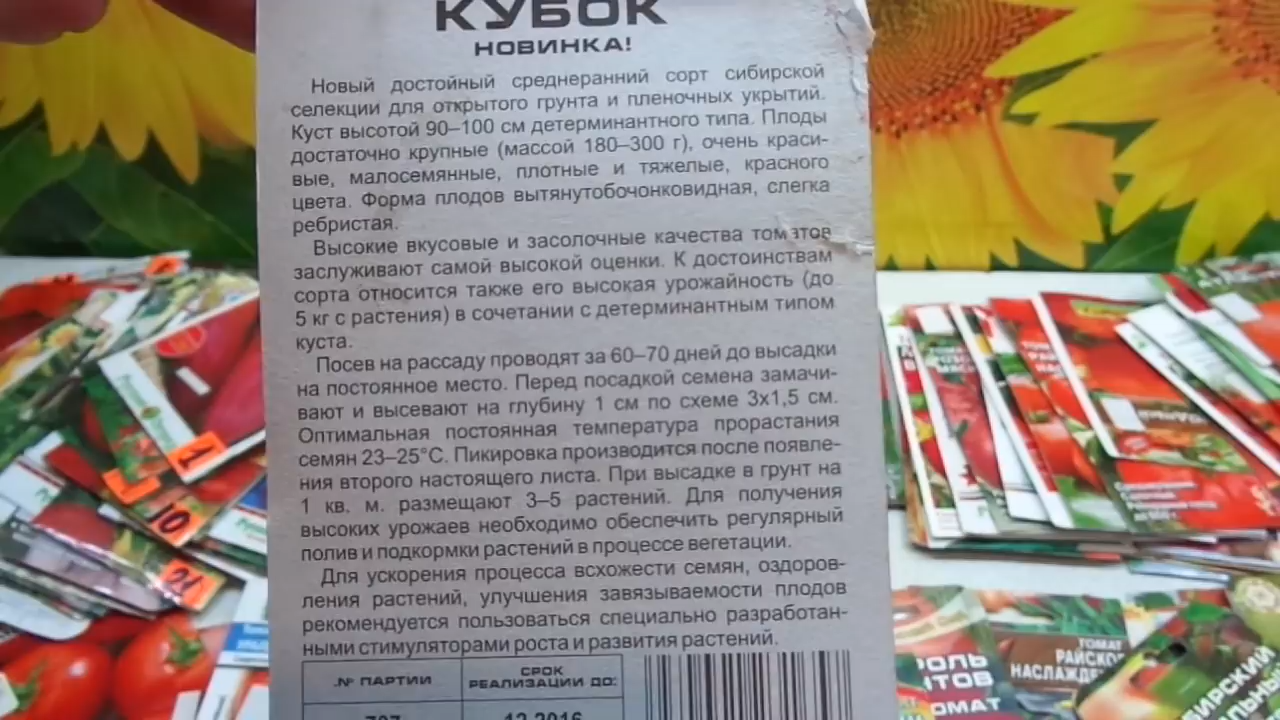 КУБОК
НОВИНКА!
Новый достойный среднеранний сорт сибирской
селекции для открытого грунта и пленочных укрытий.
Куст высотой 90–100 см детерминантного типа. Плоды
достаточно крупные (массой 180–300 г), очень краси-
вые, малосемянные, плотные и тяжелые, красного
цвета. Форма плодов вытянутобочонковидная, слегка
ребристая.
Высокие вкусовые и засолочные качества томатов
заслуживают самой высокой оценки. К достоинствам
сорта относится также его высокая урожайность (до
5 кг с растения) в сочетании с детерминантным типом
куста.
Посев на рассаду проводят за 60–70 дней до высадки
на постоянное место. Перед посадкой семена замачи-
вают и высевают на глубину 1 см по схеме 3х1,5 см.
Оптимальная постоянная температура прорастания
семян 23–25°С. Пикировка производится после появле-
ния второго настоящего листа. При высадке в грунт на
1 кв. м. размещают 3–5 растений. Для получения
высоких урожаев необходимо обеспечить регулярный
полив и подкормки растений в процессе вегетации.
Для ускорения процесса всхожести семян, оздоров-
ления растений, улучшения завязываемости плодов
рекомендуется пользоваться специально разработан-
ными стимуляторами роста и развития растений.
№ ПАРТИИ
СРОК
РЕАЛИЗАЦИИ ДО:
12.2016
1
10
21
ТОМАТ
РАЙСКОЕ
НАСЛАЖДЕ